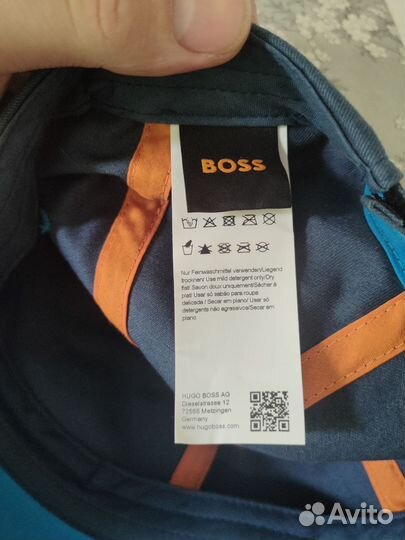 BOSS
Nur Feinwaschmittel verwenden/Liegend
trocknen/ Use mild detergent only/Dry
flat/ Savon doux uniquement/Sécher à
plat/ Usar só sabão para roupa
delicada / Secar em plano/ Usar só
detergentes não agressivos/Secar em
plano
HUGO BOSS AG
Dieselstrasse 12
72555 Metzingen
Germany
www.hugoboss.com
Avito